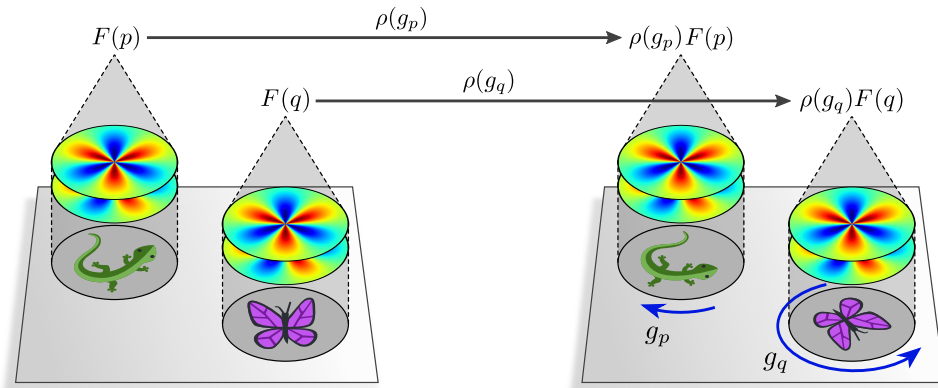 F(p)
ρ(g_p)
ρ(g_p)F(p)
F(q)
ρ(g_q)
ρ(g_q)F(q)
g_p
g_q